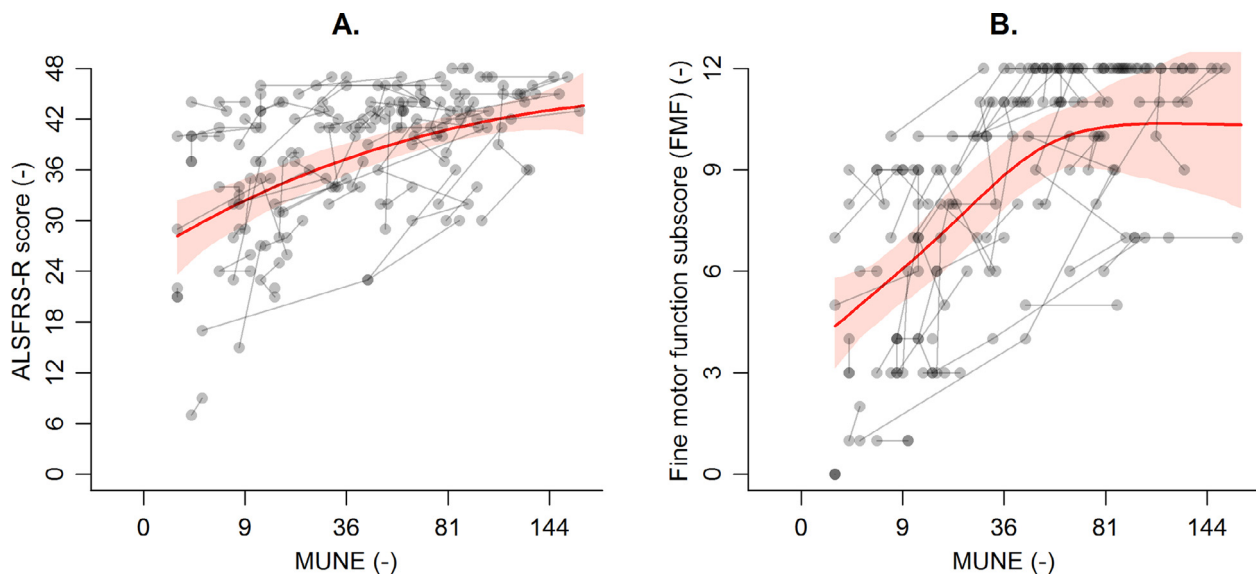 A.
ALSFRS-R score (-)
48
42
36
30
24
18
12
6
0
0 9 36 81 144
MUNE (-)
B.
Fine motor function subscore (FMF) (-)
12
9
6
3
0
0 9 36 81 144
MUNE (-)